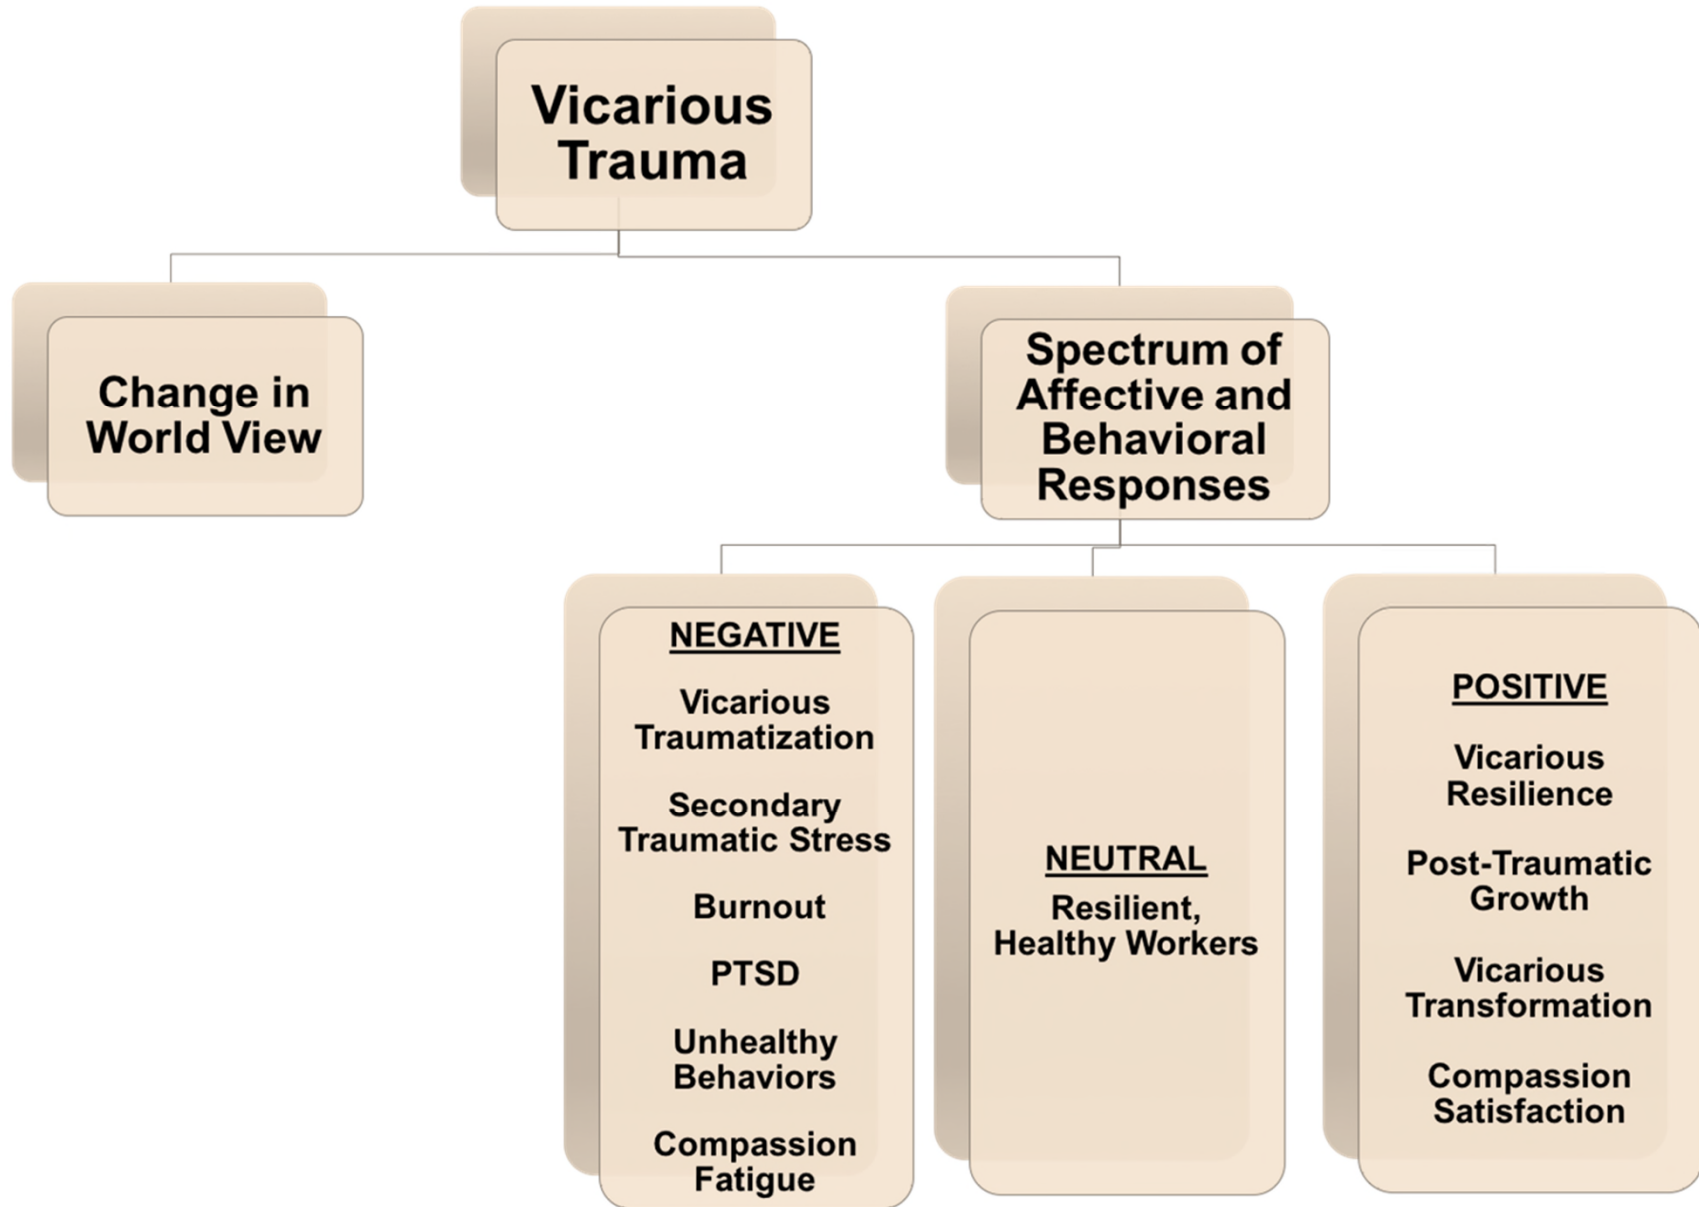 Vicarious
Trauma
Change in
World View
Spectrum of
Affective and
Behavioral
Responses
NEGATIVE
Vicarious
Traumatization
Secondary
Traumatic Stress
Burnout
PTSD
Unhealthy
Behaviors
Compassion
Fatigue
NEUTRAL
Resilient,
Healthy Workers
POSITIVE
Vicarious
Resilience
Post-Traumatic
Growth
Vicarious
Transformation
Compassion
Satisfaction